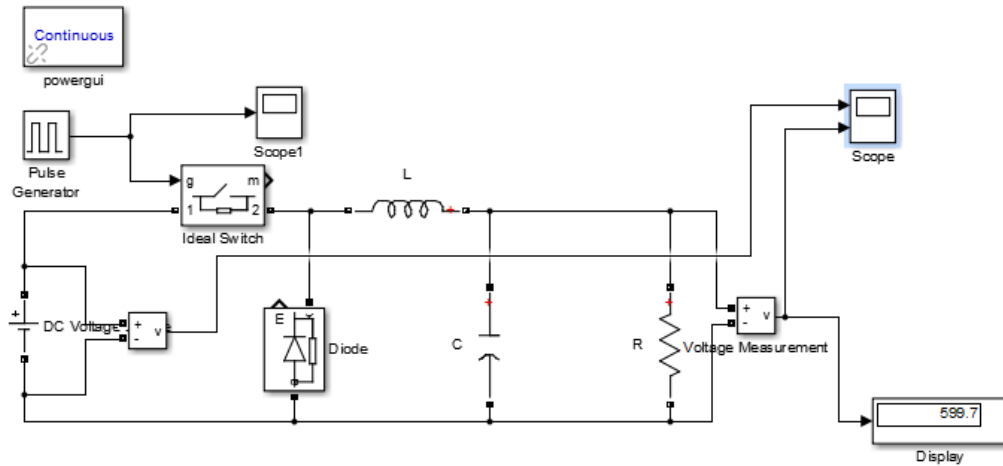 Continuous
powergui
Scope1
Pulse
Generator
Scope
L
g
m
1
2
Ideal Switch
+
DC Voltage
+
-
v
E
Diode
C
R
+
-
v
Voltage Measurement
599.7
Display